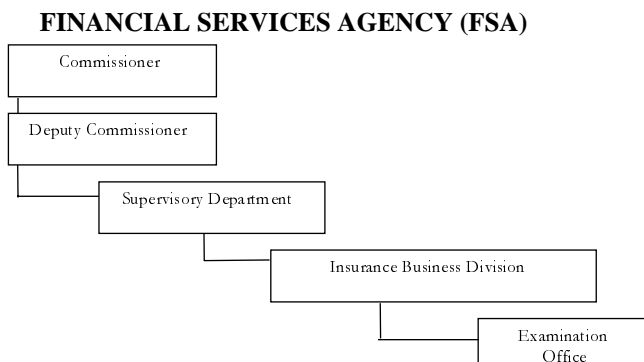 FINANCIAL SERVICES AGENCY (FSA)
Commissioner
Deputy Commissioner
Supervisory Department
Insurance Business Division
Examination
Office